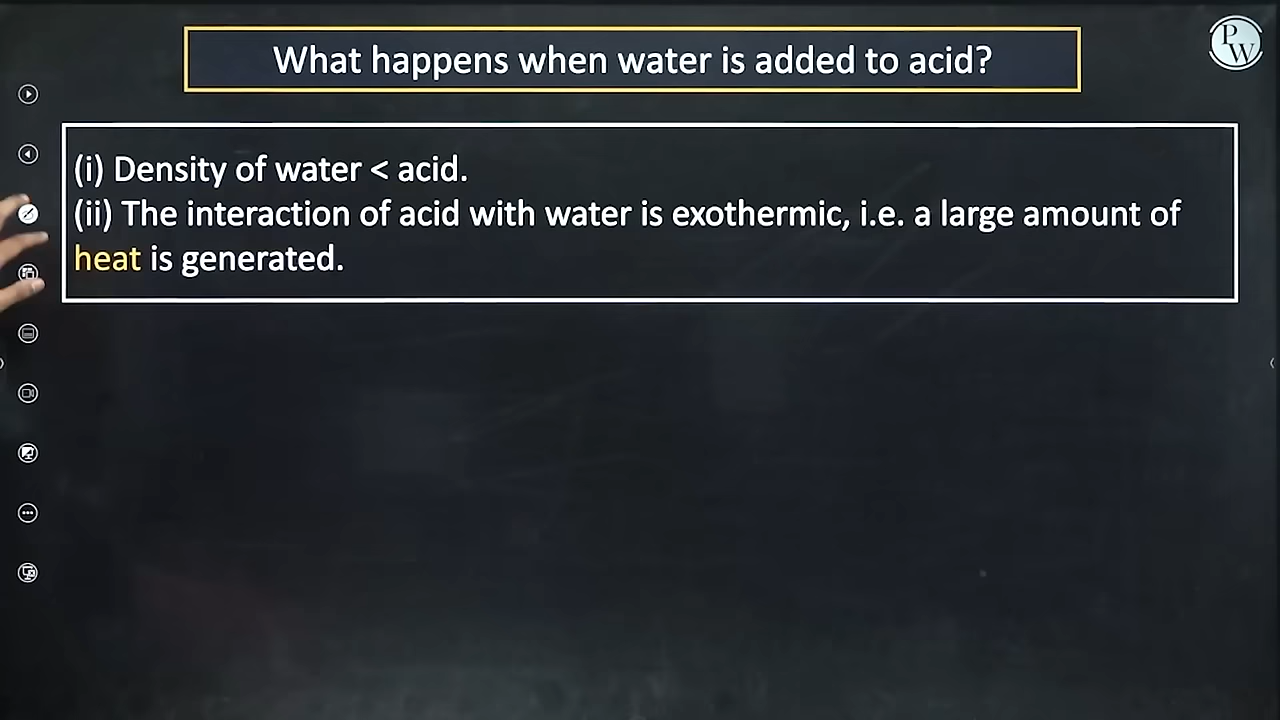 What happens when water is added to acid?
PW
(i) Density of water < acid.
(ii) The interaction of acid with water is exothermic, i.e. a large amount of
heat is generated.